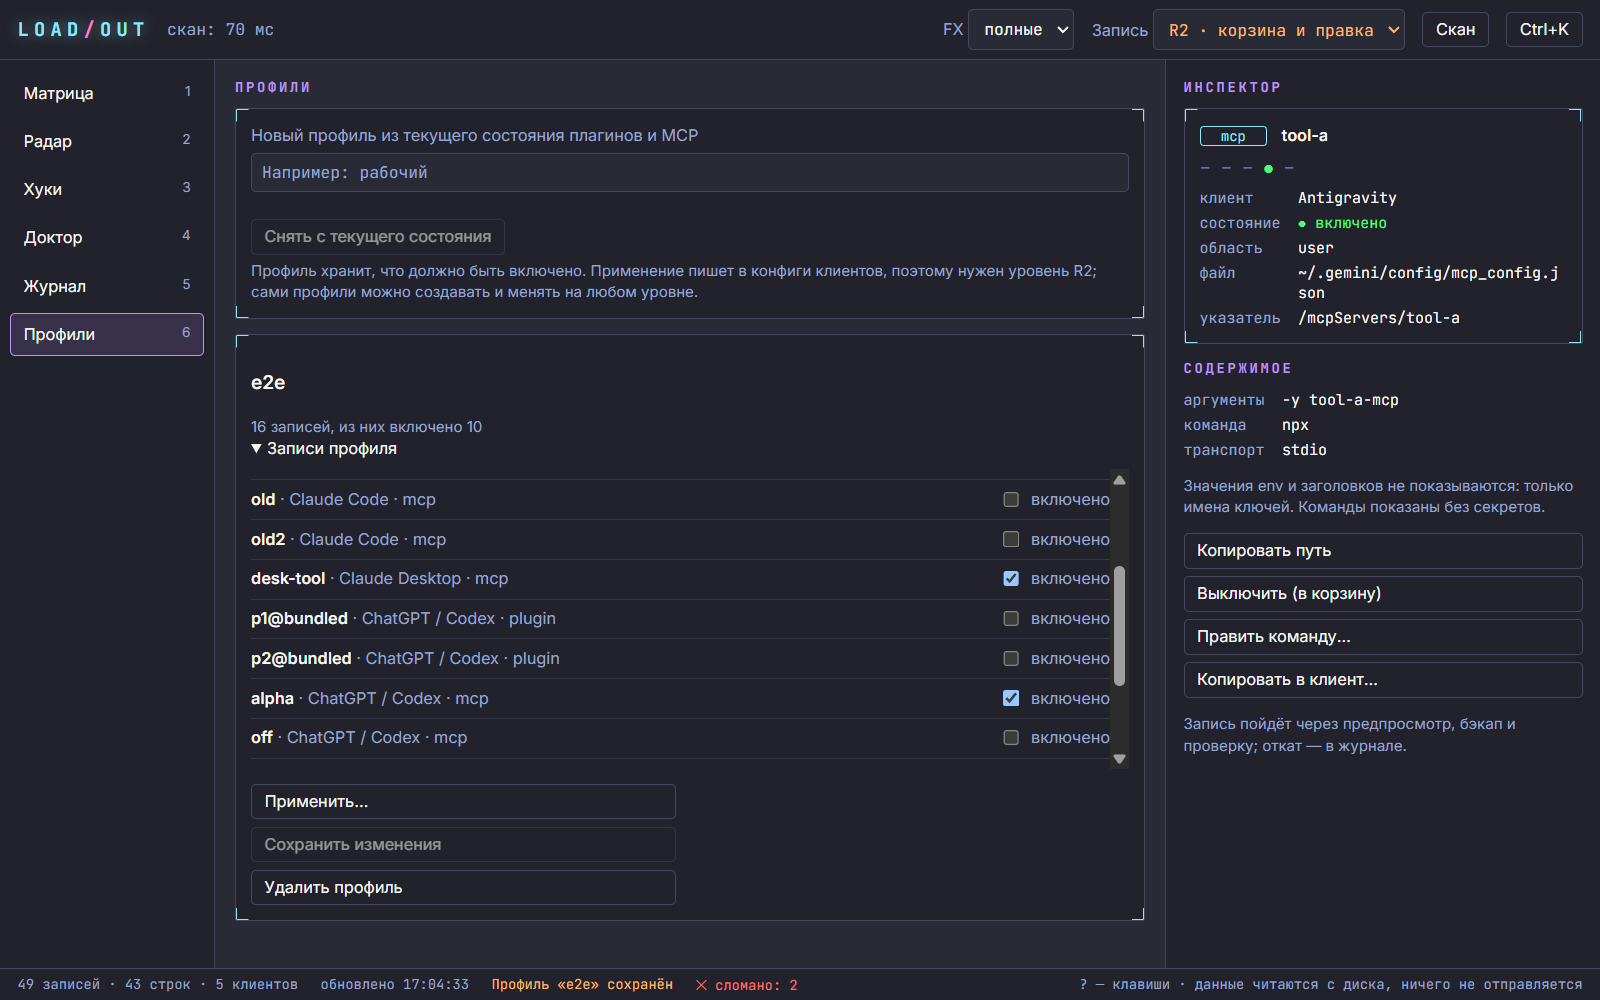 LOAD/OUT скан: 70 мс FX полные Запись R2 · корзина и правка Скан Ctrl+K
Матрица 1
Радар 2
Хуки 3
Доктор 4
Журнал 5
Профили 6
ПРОФИЛИ
Новый профиль из текущего состояния плагинов и MCP
Например: рабочий
Снять с текущего состояния
Профиль хранит, что должно быть включено. Применение пишет в конфиги клиентов, поэтому нужен уровень R2;
сами профили можно создавать и менять на любом уровне.
e2e
16 записей, из них включено 10
▼ Записи профиля
old · Claude Code · mcp включено
old2 · Claude Code · mcp включено
desk-tool · Claude Desktop · mcp включено
p1@bundled · ChatGPT / Codex · plugin включено
p2@bundled · ChatGPT / Codex · plugin включено
alpha · ChatGPT / Codex · mcp включено
off · ChatGPT / Codex · mcp включено
Применить...
Сохранить изменения
Удалить профиль
ИНСПЕКТОР
mcp tool-a
— — — ● —
клиент Antigravity
состояние ● включено
область user
файл ~/.gemini/config/mcp_config.j
son
указатель /mcpServers/tool-a
СОДЕРЖИМОЕ
аргументы -y tool-a-mcp
команда npx
транспорт stdio
Значения env и заголовков не показываются: только
имена ключей. Команды показаны без секретов.
Копировать путь
Выключить (в корзину)
Править команду...
Копировать в клиент...
Запись пойдёт через предпросмотр, бэкап и
проверку; откат — в журнале.
49 записей · 43 строк · 5 клиентов обновлено 17:04:33 Профиль «e2e» сохранён ✕ сломано: 2 ? — клавиши · данные читаются с диска, ничего не отправляется